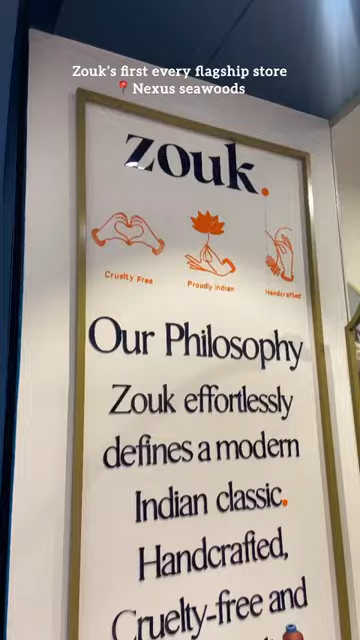 Zouk's first every flagship store
📍 Nexus seawoods
zouk.
Cruelty Free
Proudly Indian
Handcrafted
Our Philosophy
Zouk effortlessly
defines a modern
Indian classic.
Handcrafted,
Cruelty-free and